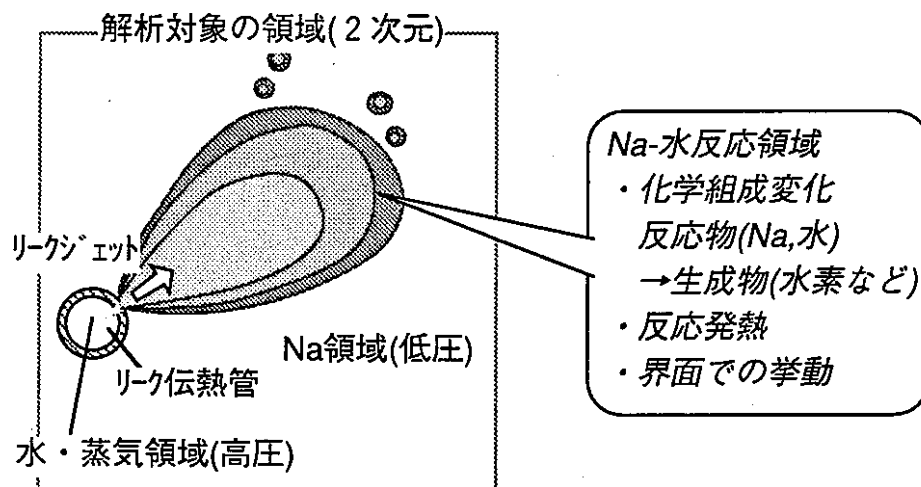 解析対象の領域(２次元)
Na-水反応領域
・化学組成変化
反応物(Na,水)
→生成物(水素など)
・反応発熱
・界面での挙動
リークジェット
Na領域(低圧)
リーク伝熱管
水・蒸気領域(高圧)